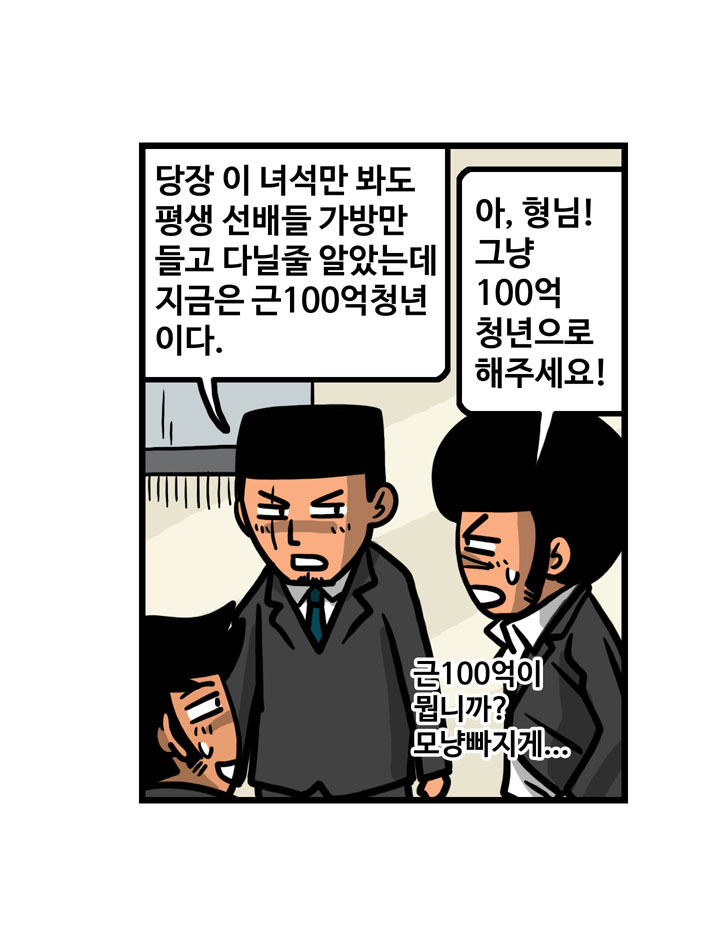 당장 이 녀석만 봐도
평생 선배들 가방만
들고 다닐줄 알았는데
지금은 근100억청년
이다.
아, 형님!
그냥
100억
청년으로
해주세요!
근100억이
뭡니까?
모냥빠지게...